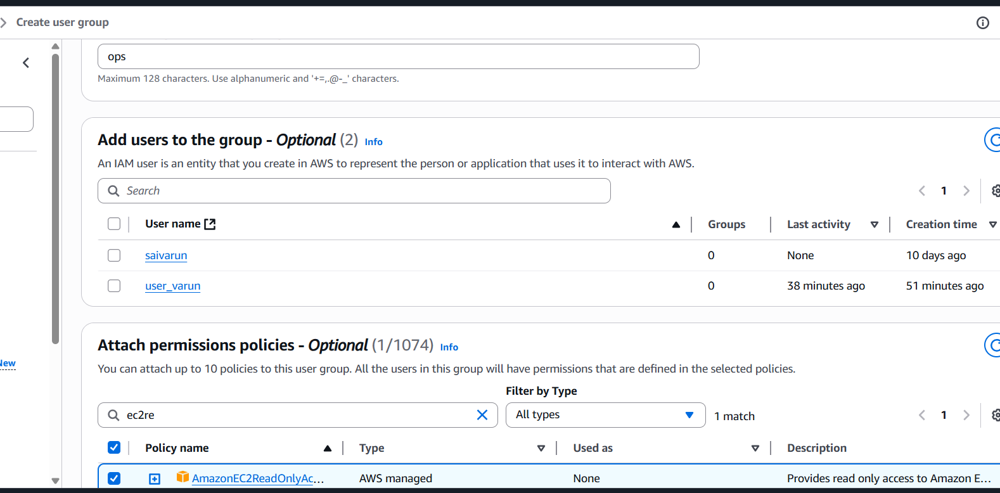 Create user group
ops
Maximum 128 characters. Use alphanumeric and '+=,.@-_' characters.
Add users to the group - Optional (2) Info
An IAM user is an entity that you create in AWS to represent the person or application that uses it to interact with AWS.
Search
1
User name Groups Last activity Creation time
saivarun 0 None 10 days ago
user_varun 0 38 minutes ago 51 minutes ago
Attach permissions policies - Optional (1/1074) Info
You can attach up to 10 policies to this user group. All the users in this group will have permissions that are defined in the selected policies.
New
Filter by Type
ec2re All types 1 match 1
Policy name Type Used as Description
AmazonEC2ReadOnlyAc... AWS managed None Provides read only access to Amazon E...